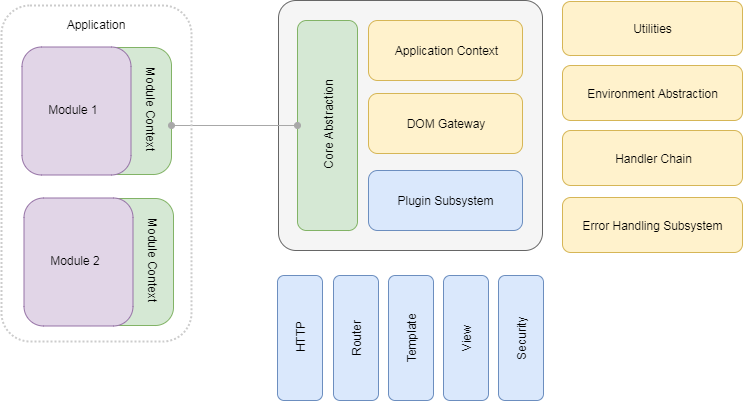 Application
Module 1
Module Context
Module 2
Module Context
Core Abstraction
Application Context
DOM Gateway
Plugin Subsystem
Utilities
Environment Abstraction
Handler Chain
Error Handling Subsystem
HTTP
Router
Template
View
Security